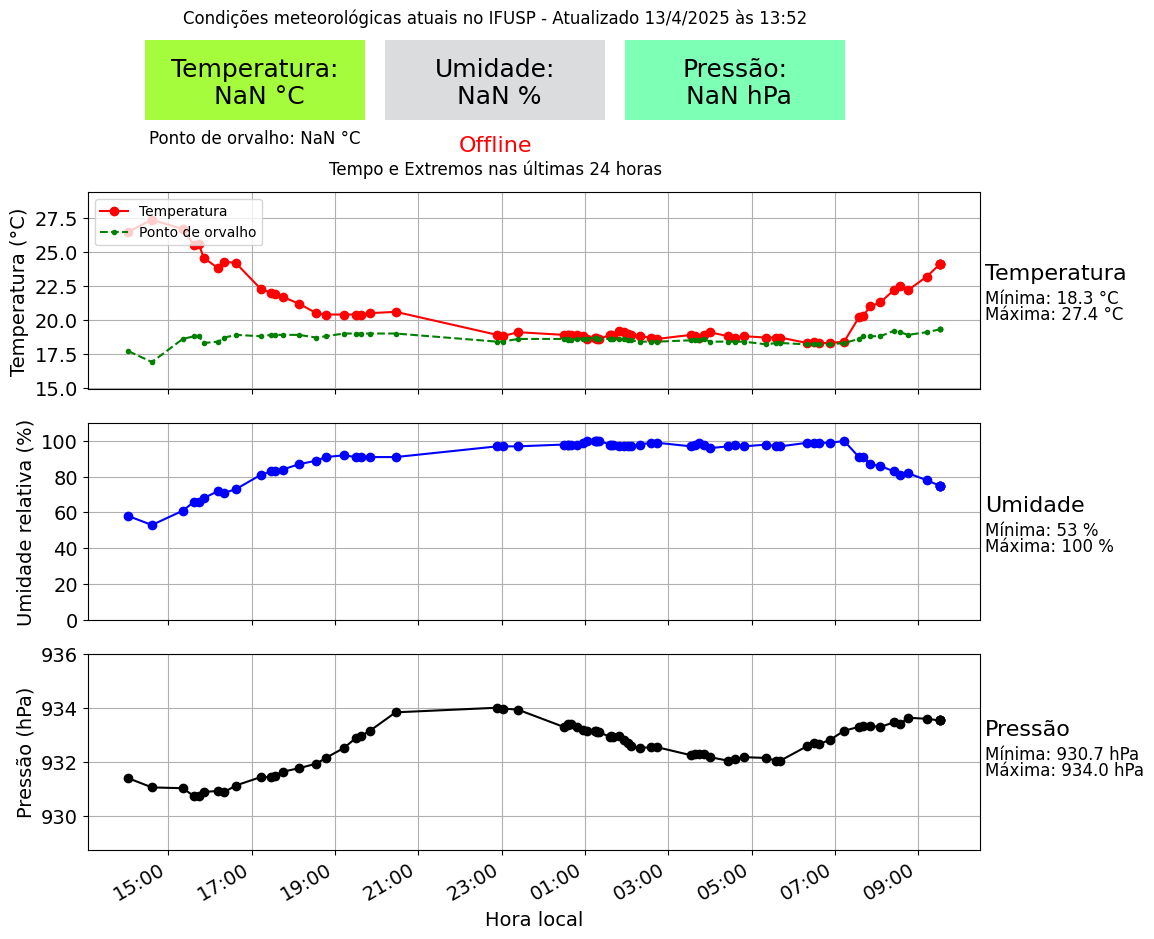 Condições meteorológicas atuais no IFUSP - Atualizado 13/4/2025 às 13:52
Temperatura:
NaN °C
Umidade:
NaN %
Pressão:
NaN hPa
Ponto de orvalho: NaN °C
Offline
Tempo e Extremos nas últimas 24 horas
Temperatura (°C)
27.5
25.0
22.5
20.0
17.5
15.0
Temperatura
Ponto de orvalho
Temperatura
Mínima: 18.3 °C
Máxima: 27.4 °C
Umidade relativa (%)
100
80
60
40
20
0
Umidade
Mínima: 53 %
Máxima: 100 %
Pressão (hPa)
936
934
932
930
Pressão
Mínima: 930.7 hPa
Máxima: 934.0 hPa
15:00
17:00
19:00
21:00
23:00
01:00
03:00
05:00
07:00
09:00
Hora local